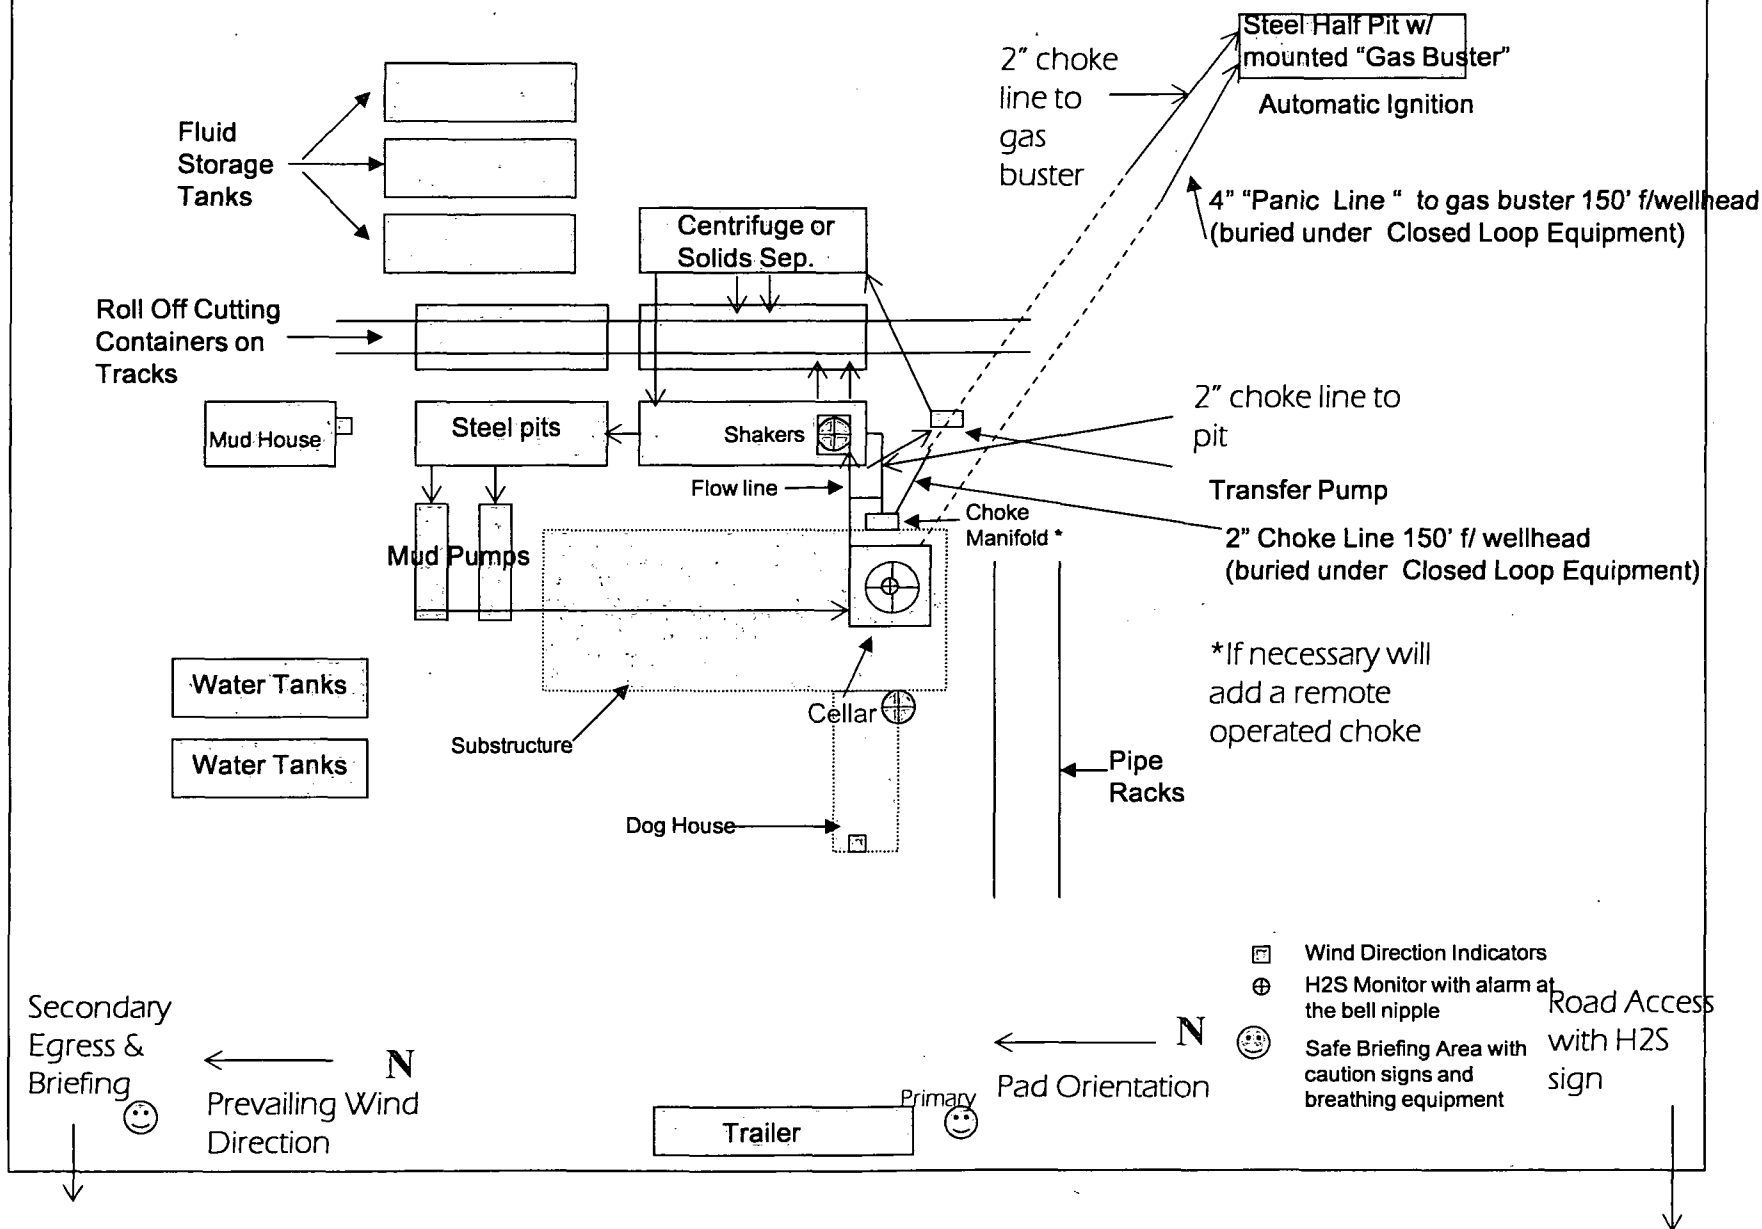 Steel Half Pit w/
mounted "Gas Buster"
Automatic Ignition
2" choke
line to
gas
buster
Fluid
Storage
Tanks
4" "Panic Line " to gas buster 150' f/wellhead
(buried under Closed Loop Equipment)
Centrifuge or
Solids Sep.
Roll Off Cutting
Containers on
Tracks
2" choke line to
pit
Mud House
Steel pits
Shakers
Flow line
Transfer Pump
Choke
Manifold *
2" Choke Line 150' f/ wellhead
(buried under Closed Loop Equipment)
Mud Pumps
*If necessary will
add a remote
operated choke
Water Tanks
Cellar
Substructure
Water Tanks
Pipe
Racks
Dog House
Wind Direction Indicators
H2S Monitor with alarm at
the bell nipple
Safe Briefing Area with
caution signs and
breathing equipment
Road Access
with H2S
sign
Secondary
Egress &
Briefing
N
Prevailing Wind
Direction
N
Pad Orientation
Primary
Trailer